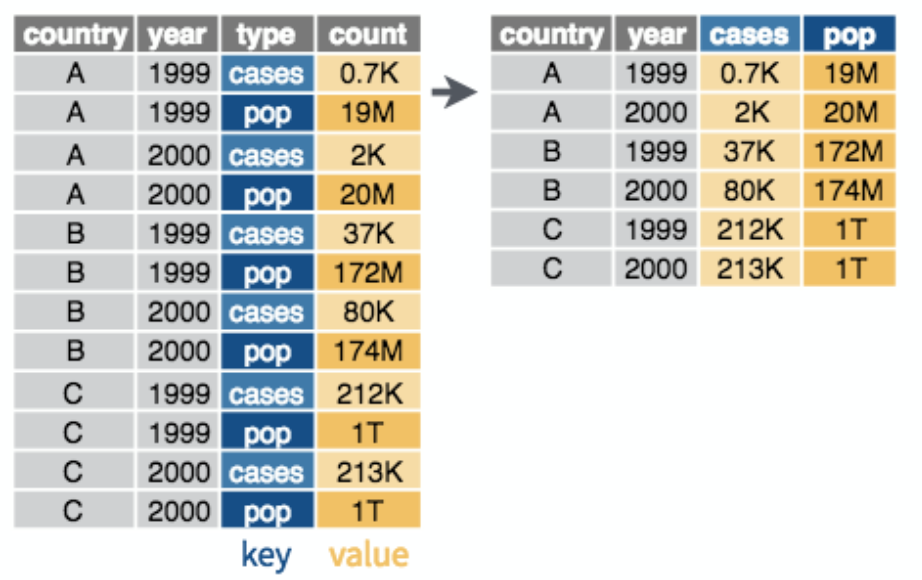 country year type count
A 1999 cases 0.7K
A 1999 pop 19M
A 2000 cases 2K
A 2000 pop 20M
B 1999 cases 37K
B 1999 pop 172M
B 2000 cases 80K
B 2000 pop 174M
C 1999 cases 212K
C 1999 pop 1T
C 2000 cases 213K
C 2000 pop 1T
key value
country year cases pop
A 1999 0.7K 19M
A 2000 2K 20M
B 1999 37K 172M
B 2000 80K 174M
C 1999 212K 1T
C 2000 213K 1T